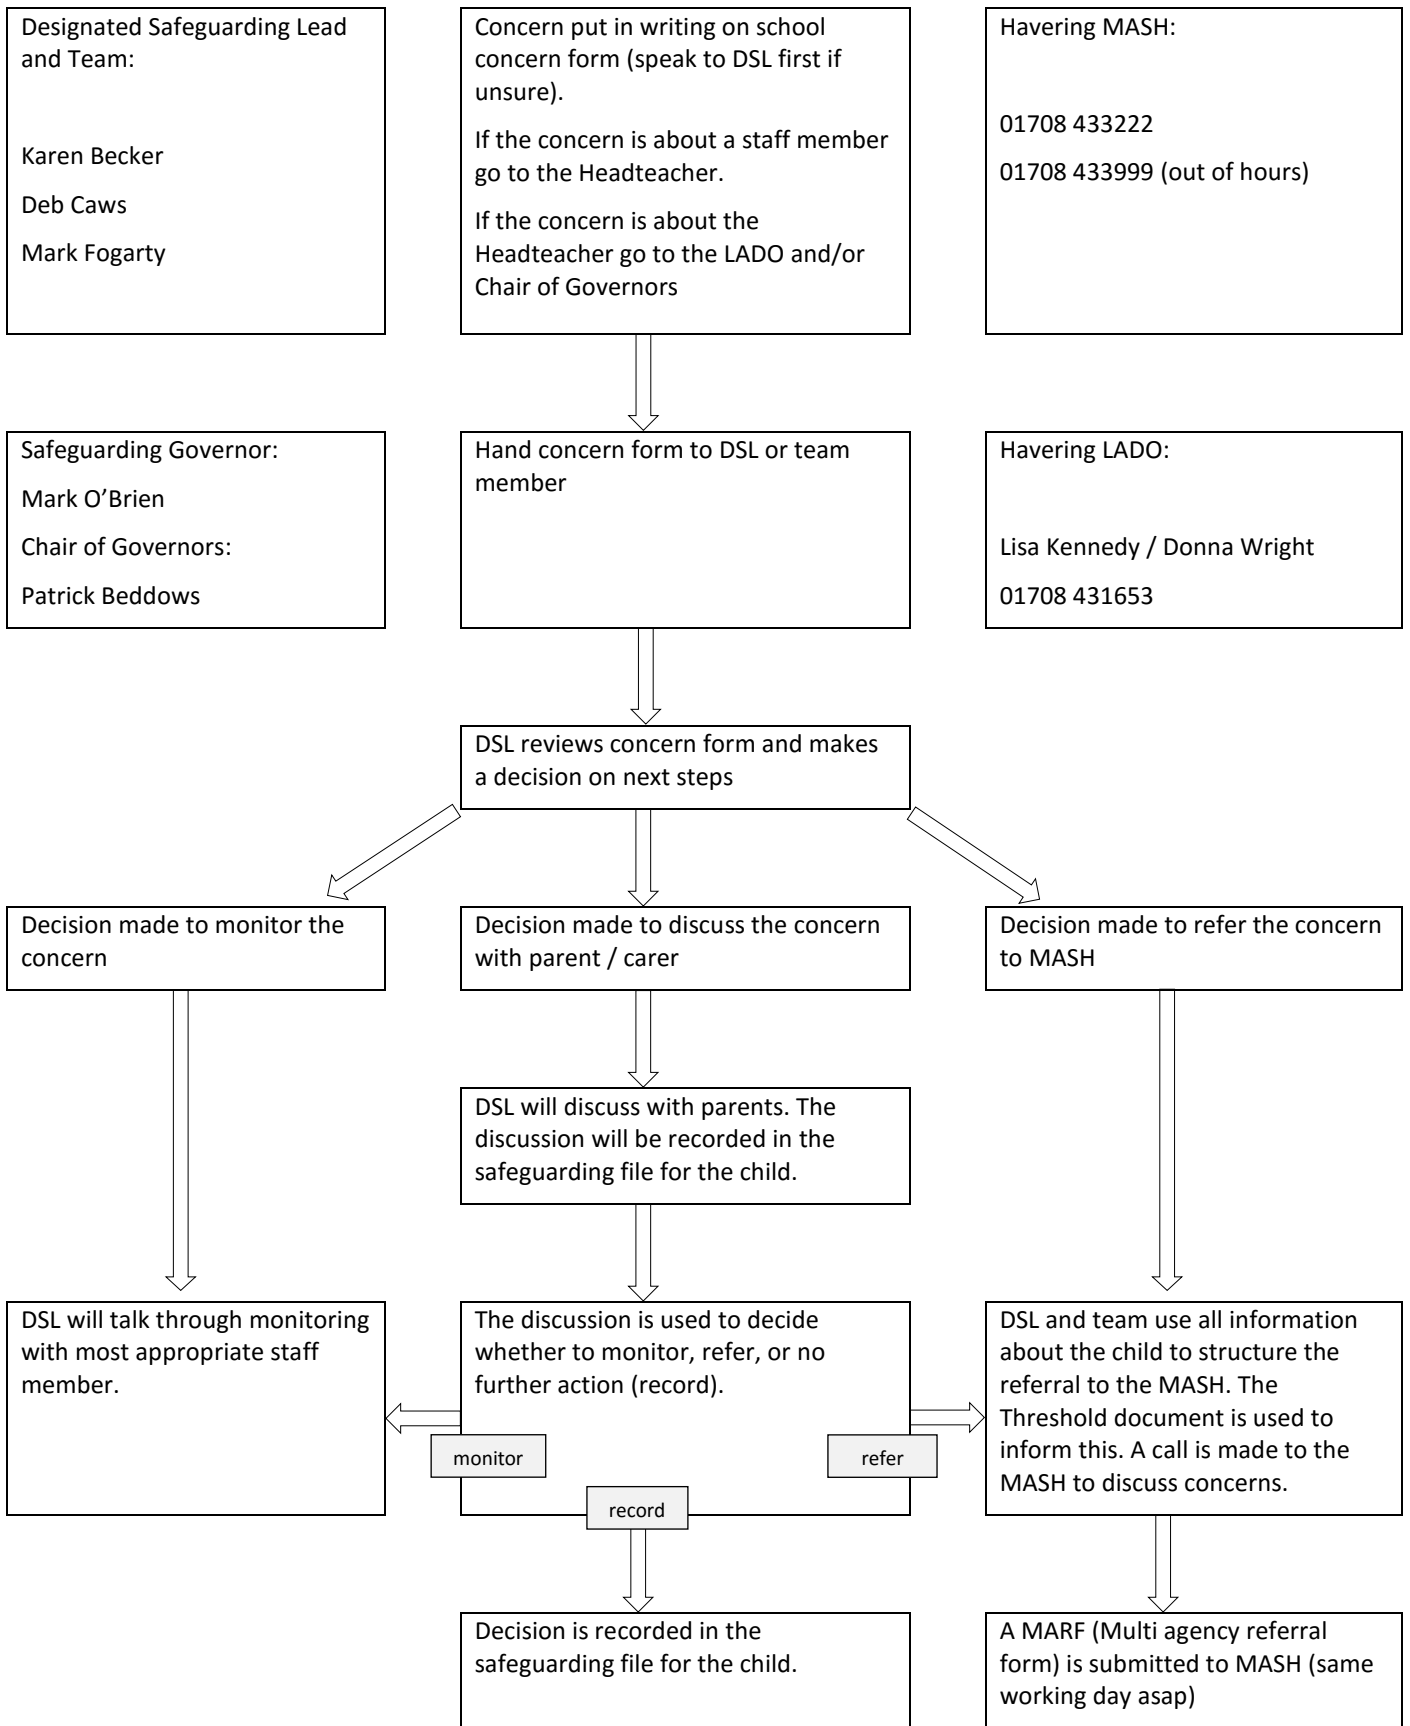 Designated Safeguarding Lead
and Team:
Karen Becker
Deb Caws
Mark Fogarty
Concern put in writing on school
concern form (speak to DSL first if
unsure).
If the concern is about a staff member
go to the Headteacher.
If the concern is about the
Headteacher go to the LADO and/or
Chair of Governors
Havering MASH:
01708 433222
01708 433999 (out of hours)
Safeguarding Governor:
Mark O’Brien
Chair of Governors:
Patrick Beddows
Hand concern form to DSL or team
member
Havering LADO:
Lisa Kennedy / Donna Wright
01708 431653
DSL reviews concern form and makes
a decision on next steps
Decision made to monitor the
concern
Decision made to discuss the concern
with parent / carer
Decision made to refer the concern
to MASH
DSL will discuss with parents. The
discussion will be recorded in the
safeguarding file for the child.
DSL will talk through monitoring
with most appropriate staff
member.
The discussion is used to decide
whether to monitor, refer, or no
further action (record).
monitor
refer
record
DSL and team use all information
about the child to structure the
referral to the MASH. The
Threshold document is used to
inform this. A call is made to the
MASH to discuss concerns.
Decision is recorded in the
safeguarding file for the child.
A MARF (Multi agency referral
form) is submitted to MASH (same
working day asap)